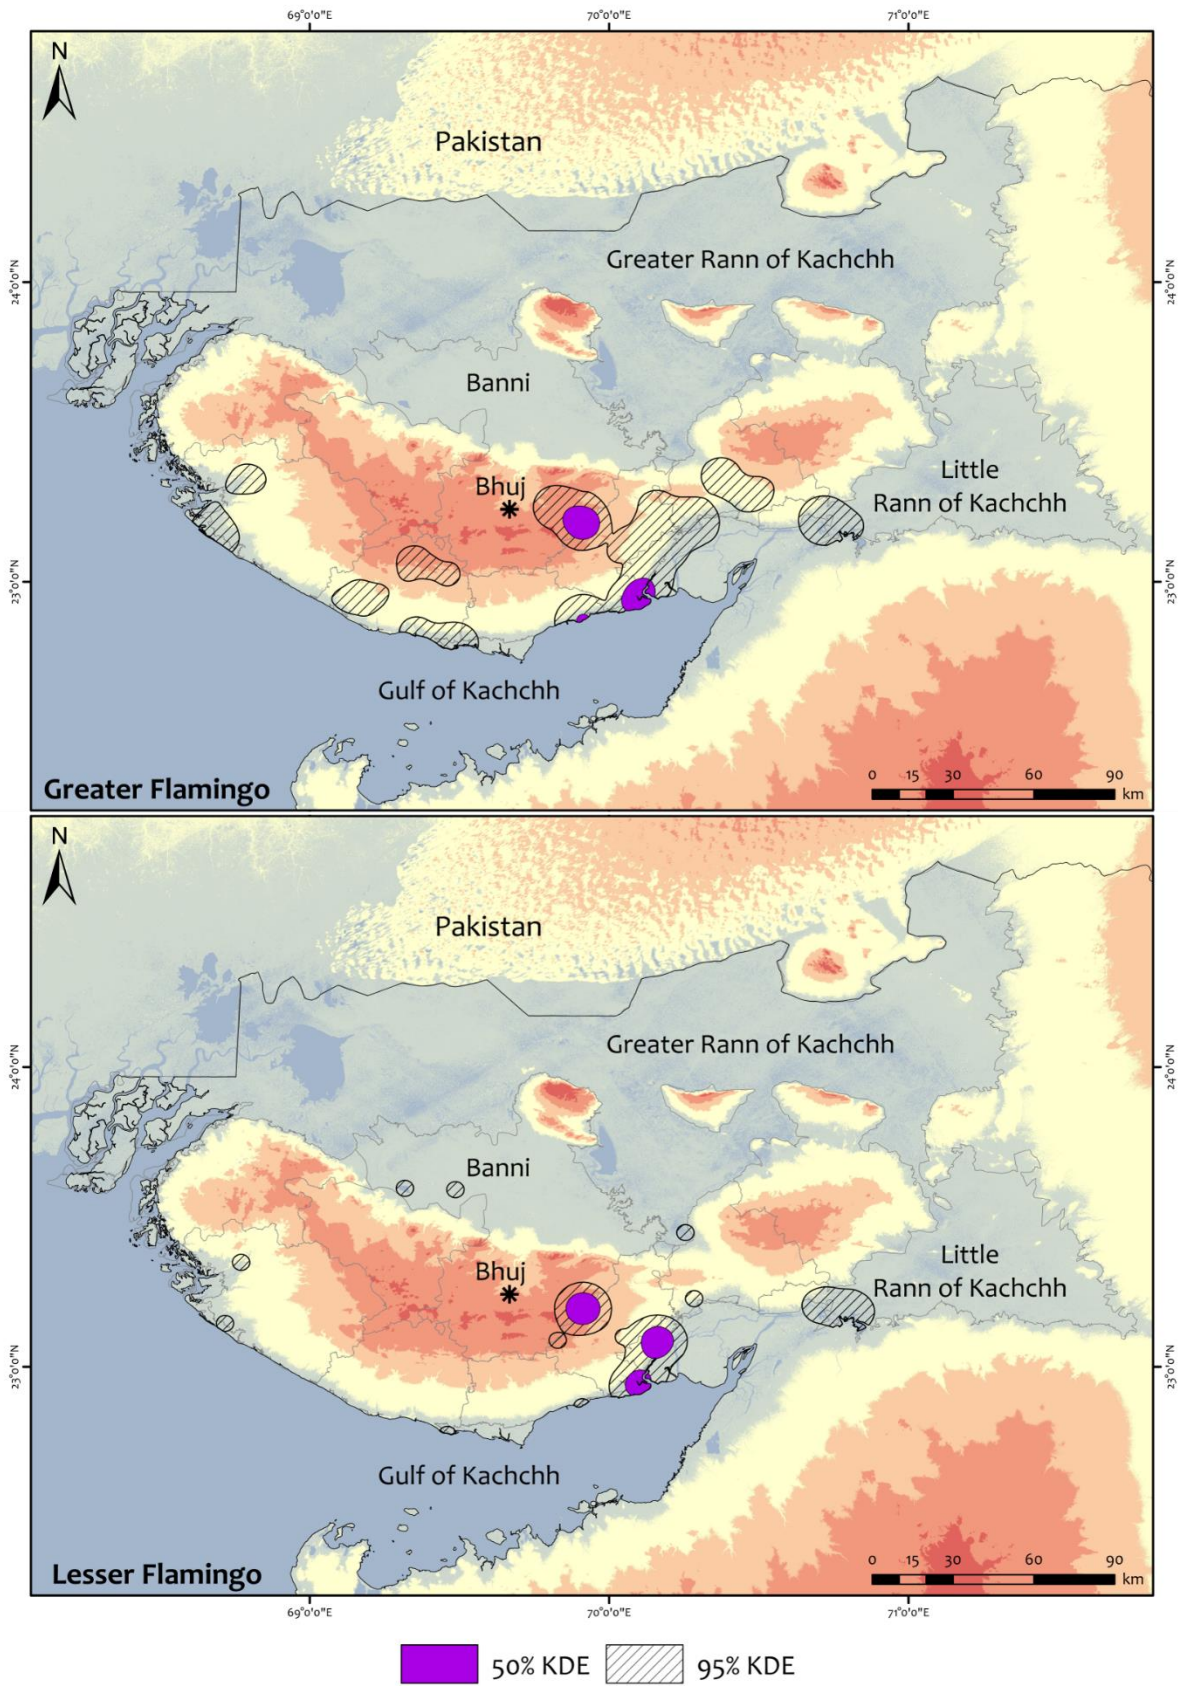 69°0'0"E 70°0'0"E 71°0'0"E
N
Pakistan
Greater Rann of Kachchh
24°0'0"N 24°0'0"N
Banni
Little
Rann of Kachchh
Bhuj
23°0'0"N 23°0'0"N
Gulf of Kachchh
0 15 30 60 90
km
Greater Flamingo
N
Pakistan
Greater Rann of Kachchh
24°0'0"N 24°0'0"N
Banni
Little
Rann of Kachchh
Bhuj
23°0'0"N 23°0'0"N
Gulf of Kachchh
0 15 30 60 90
km
Lesser Flamingo
69°0'0"E 70°0'0"E 71°0'0"E
50% KDE 95% KDE